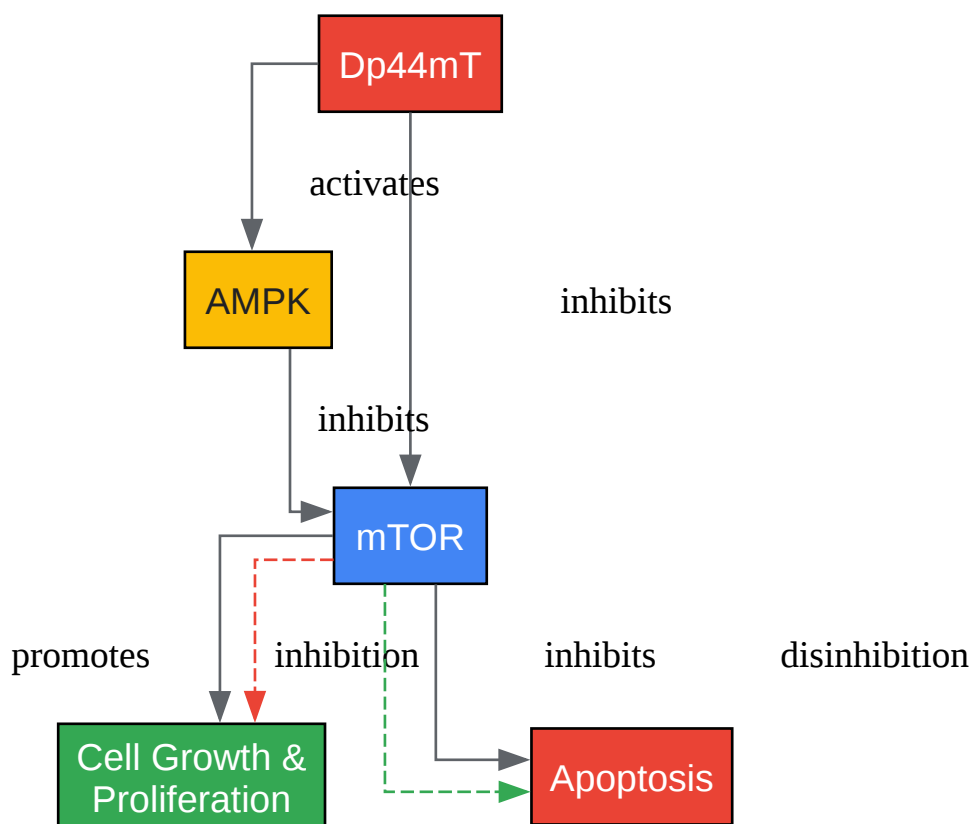 Dp44mT
activates
AMPK
inhibits
inhibits
mTOR
promotes
inhibition
inhibits
disinhibition
Cell Growth &
Proliferation
Apoptosis